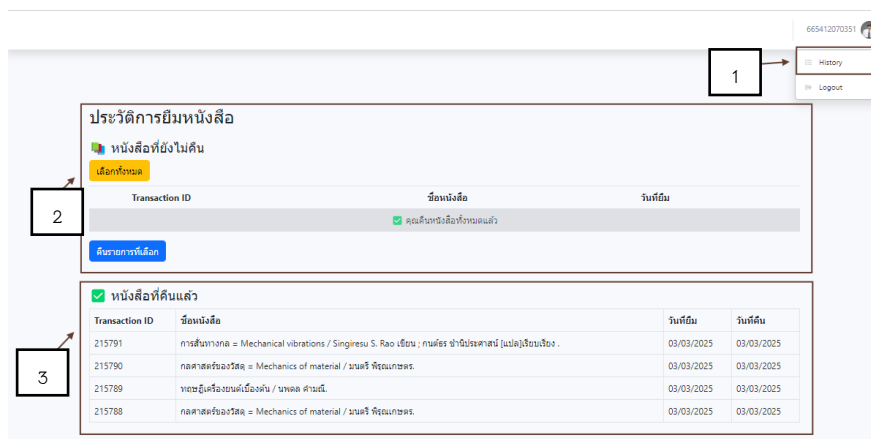 665412070351
History
1
Logout
ประวัติการยืมหนังสือ
หนังสือที่ยังไม่คืน
เลือกทั้งหมด
Transaction ID ชื่อหนังสือ วันที่ยืม
2
คุณคืนหนังสือทั้งหมดแล้ว
คืนรายการที่เลือก
หนังสือที่คืนแล้ว
Transaction ID ชื่อหนังสือ วันที่ยืม วันที่คืน
215791 การสั่นทางกล = Mechanical vibrations / Singiresu S. Rao เขียน ; กนต์ธร ชำนิประศาสน์ [แปล]เรียบเรียง . 03/03/2025 03/03/2025
215790 กลศาสตร์ของวัสดุ = Mechanics of material / มนตรี พิรุณเกษตร. 03/03/2025 03/03/2025
3
215789 ทฤษฎีเครื่องยนต์เบื้องต้น / นพดล คำมณี. 03/03/2025 03/03/2025
215788 กลศาสตร์ของวัสดุ = Mechanics of material / มนตรี พิรุณเกษตร. 03/03/2025 03/03/2025